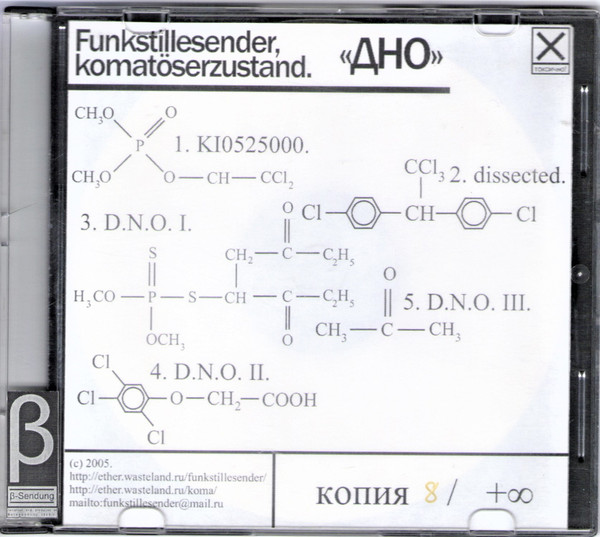 Funkstillesender,
komatöserzustand.
«ДНО»
CH₃O
O
P
1. KI0525000.
CH₃O
O — CH — CCl₂
CCl₃
2. dissected.
Cl
CH
Cl
3. D.N.O. I.
O
S
CH₂ — C — C₂H₅
H₃CO — P — S — CH — C — C₂H₅
OCH₃
O
O
5. D.N.O. III.
CH₃ — C — CH₃
4. D.N.O. II.
Cl
Cl
O — CH₂ — COOH
Cl
β
β-Sendung
(c) 2005.
http://ether.wasteland.ru/funkstillesender/
http://ether.wasteland.ru/koma/
mailto:funkstillesender@mail.ru
КОПИЯ 8 / +∞